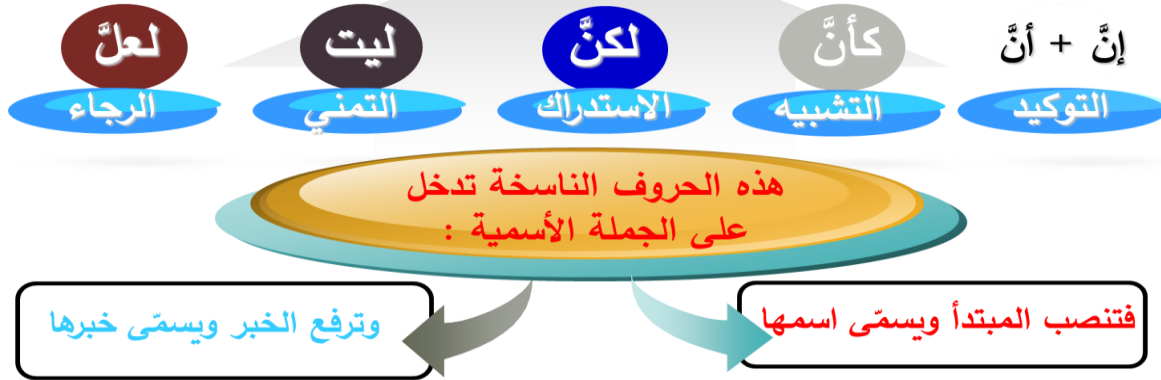 إنَّ + أنَّ
كأنَّ
لكنَّ
ليت
لعلَّ
التوكيد
التشبيه
الاستدراك
التمني
الرجاء
هذه الحروف الناسخة تدخل
على الجملة الأسمية :
فتنصب المبتدأ ويسمّى اسمها
وترفع الخبر ويسمّى خبرها